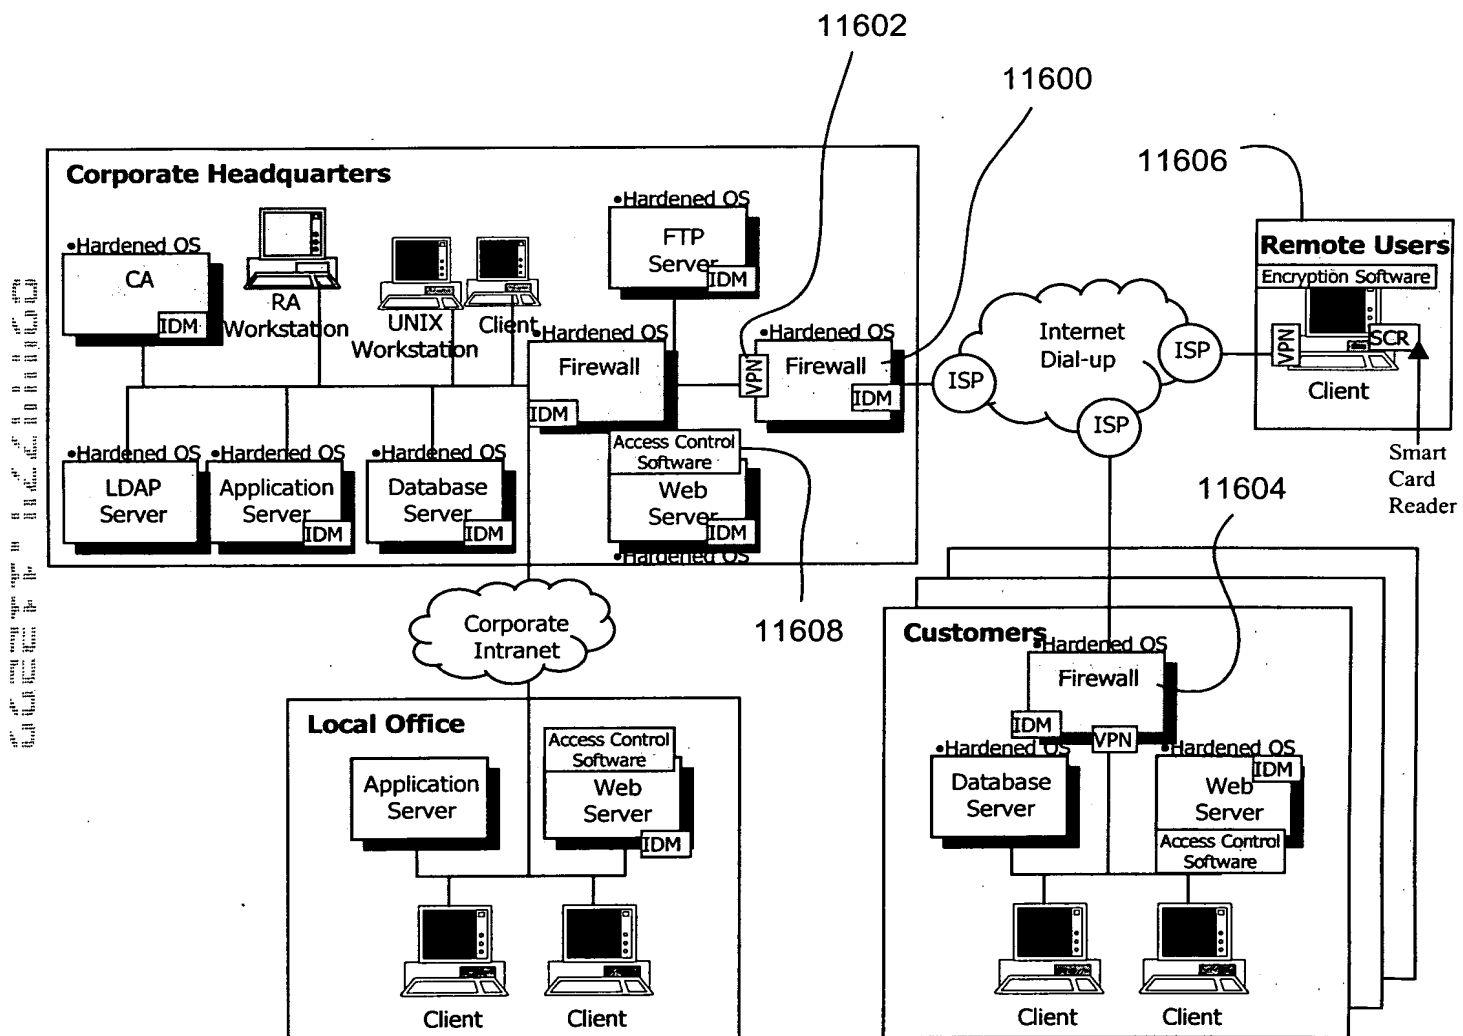 11602
11600
11606
Corporate Headquarters
•Hardened OS
CA
IDM
RA
Workstation
UNIX
Workstation
Client
•Hardened OS
FTP
Server
IDM
•Hardened OS
Firewall
IDM
VPN
•Hardened OS
Firewall
IDM
ISP
Internet
Dial-up
ISP
ISP
Remote Users
Encryption Software
VPN
SCR
Client
Smart
Card
Reader
•Hardened OS
LDAP
Server
•Hardened OS
Application
Server
IDM
•Hardened OS
Database
Server
IDM
Access Control
Software
Web
Server
IDM
•Hardened OS
11608
11604
Corporate
Intranet
Local Office
Application
Server
Access Control
Software
Web
Server
IDM
Client
Client
Customers
•Hardened OS
Firewall
IDM
VPN
•Hardened OS
Database
Server
•Hardened OS
IDM
Web
Server
Access Control
Software
Client
Client